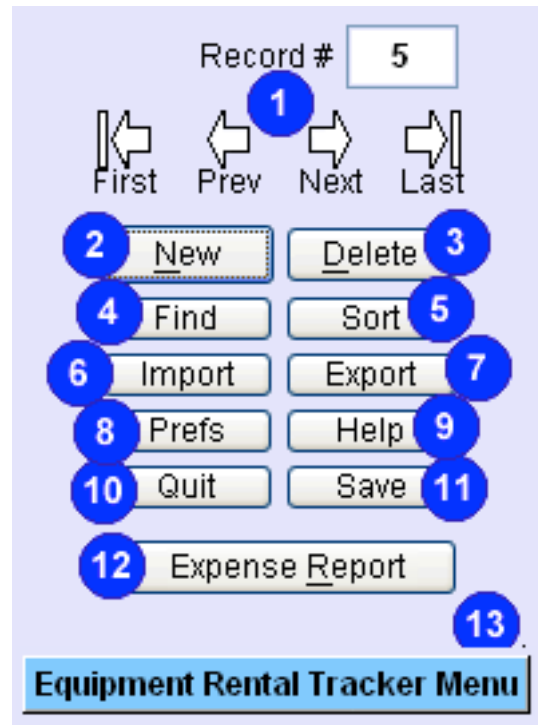 Record # 5
1
First Prev Next Last
2 New Delete 3
4 Find Sort 5
6 Import Export 7
8 Prefs Help 9
10 Quit Save 11
12 Expense Report
13
Equipment Rental Tracker Menu